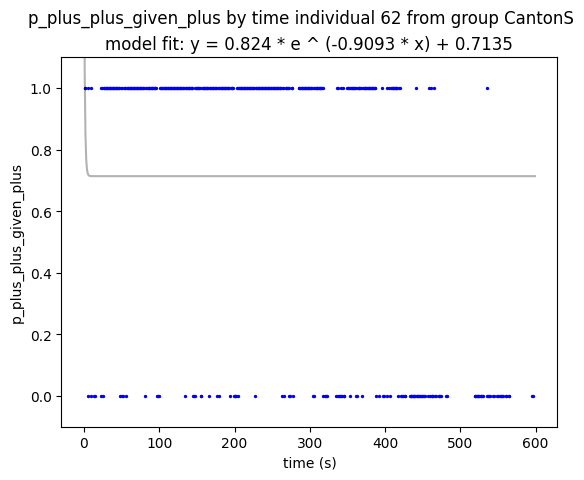 p_plus_plus_given_plus by time individual 62 from group CantonS
model fit: y = 0.824 * e ^ (-0.9093 * x) + 0.7135
p_plus_plus_given_plus
1.0
0.8
0.6
0.4
0.2
0.0
0 100 200 300 400 500 600
time (s)